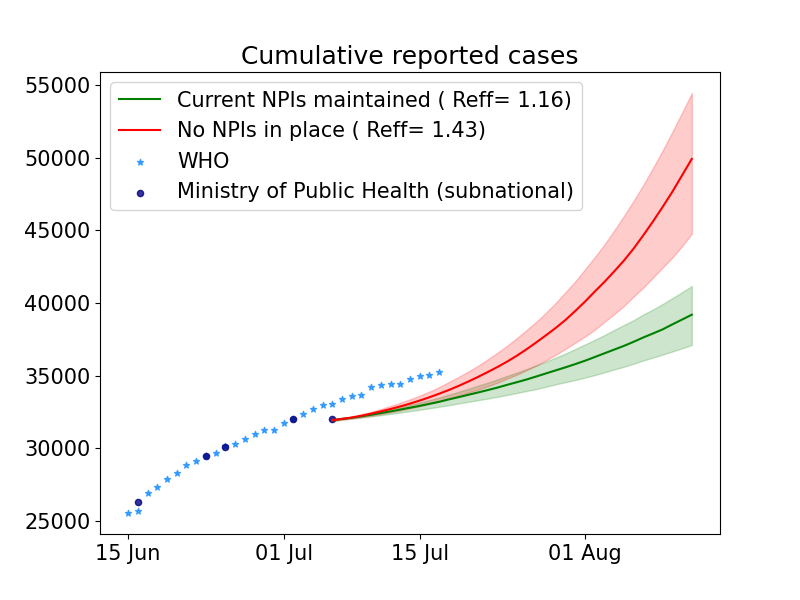 Cumulative reported cases
55000
50000
45000
40000
35000
30000
25000
Current NPIs maintained ( Reff= 1.16)
No NPIs in place ( Reff= 1.43)
WHO
Ministry of Public Health (subnational)
15 Jun
01 Jul
15 Jul
01 Aug